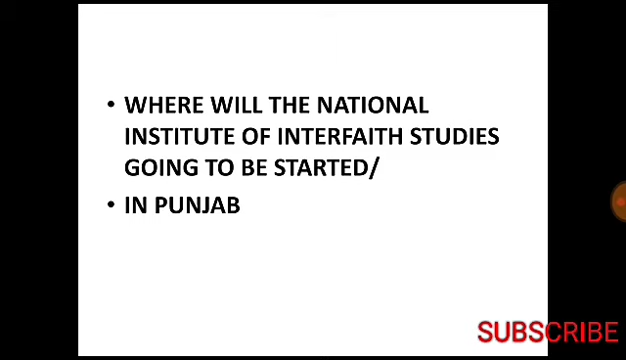 • WHERE WILL THE NATIONAL
INSTITUTE OF INTERFAITH STUDIES
GOING TO BE STARTED/
• IN PUNJAB
SUBSCRIBE